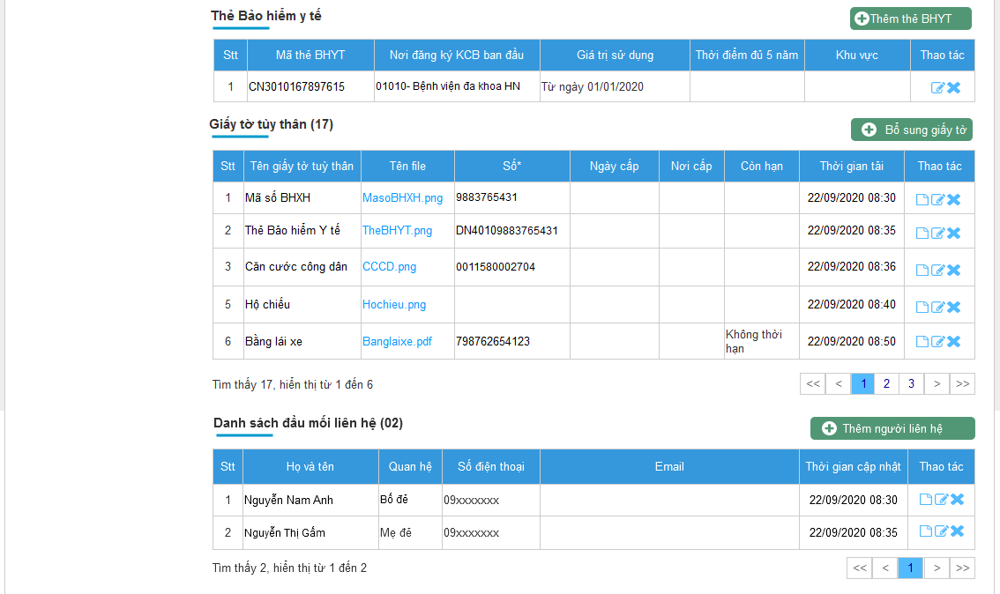 Thẻ Bảo hiểm y tế
Thêm thẻ BHYT
Stt Mã thẻ BHYT Nơi đăng ký KCB ban đầu Giá trị sử dụng Thời điểm đủ 5 năm Khu vực Thao tác
1 CN3010167897615 01010- Bệnh viện đa khoa HN Từ ngày 01/01/2020
Giấy tờ tùy thân (17)
Bổ sung giấy tờ
Stt Tên giấy tờ tuỳ thân Tên file Số* Ngày cấp Nơi cấp Còn hạn Thời gian tải Thao tác
1 Mã số BHXH MasoBHXH.png 9883765431 22/09/2020 08:30
2 Thẻ Bảo hiểm Y tế TheBHYT.png DN40109883765431 22/09/2020 08:35
3 Căn cước công dân CCCD.png 0011580002704 22/09/2020 08:36
5 Hộ chiếu Hochieu.png 22/09/2020 08:40
6 Bằng lái xe Banglaixe.pdf 798762654123 Không thời hạn 22/09/2020 08:50
Tìm thấy 17, hiển thị từ 1 đến 6
<< < 1 2 3 > >>
Danh sách đầu mối liên hệ (02)
Thêm người liên hệ
Stt Họ và tên Quan hệ Số điện thoại Email Thời gian cập nhật Thao tác
1 Nguyễn Nam Anh Bố đẻ 09xxxxxxx 22/09/2020 08:30
2 Nguyễn Thị Gấm Mẹ đẻ 09xxxxxxx 22/09/2020 08:35
Tìm thấy 2, hiển thị từ 1 đến 2
<< < 1 > >>